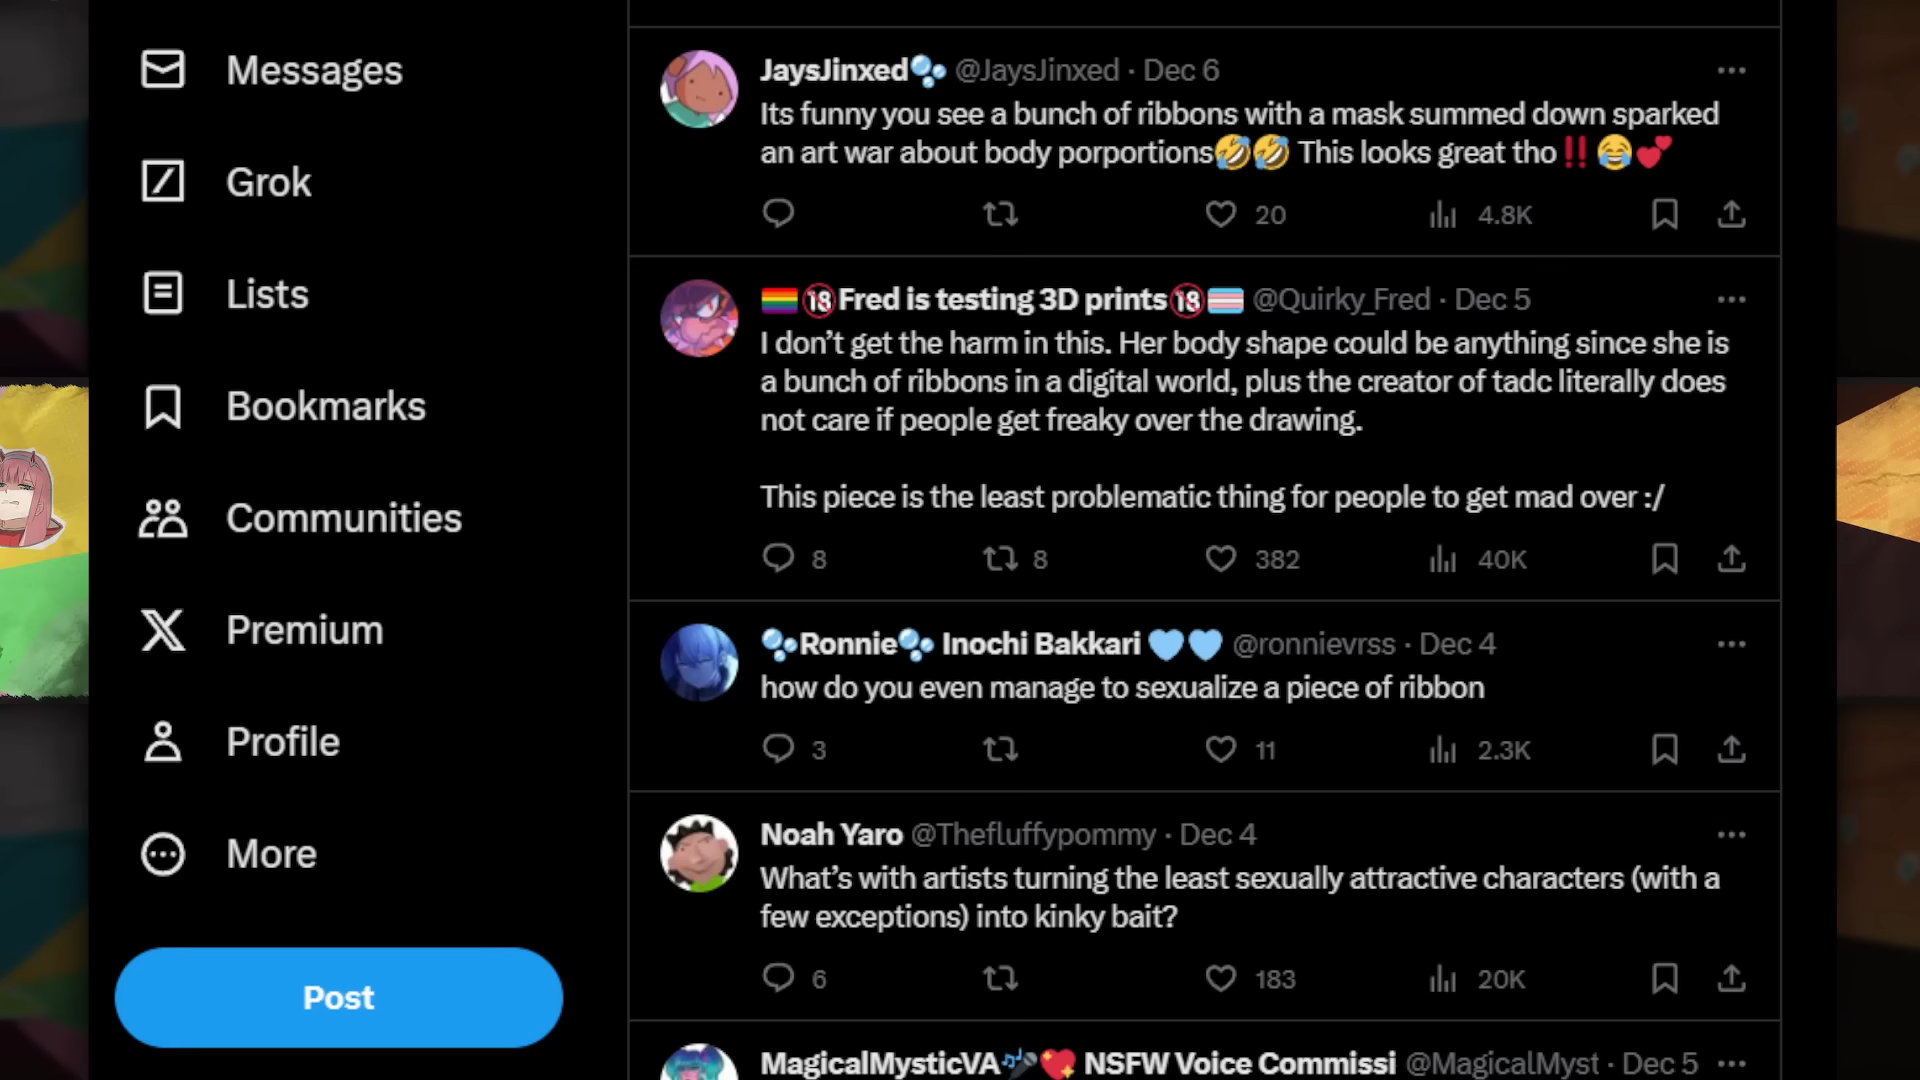 Messages
Grok
Lists
Bookmarks
Communities
Premium
Profile
More
Post
JaysJinxed🫧 @JaysJinxed · Dec 6
Its funny you see a bunch of ribbons with a mask summed down sparked
an art war about body porportions🤣🤣 This looks great tho‼️😂💕
20 4.8K
🏳️‍🌈🔞Fred is testing 3D prints🔞🏳️‍⚧️ @Quirky_Fred · Dec 5
I don’t get the harm in this. Her body shape could be anything since she is
a bunch of ribbons in a digital world, plus the creator of tadc literally does
not care if people get freaky over the drawing.
This piece is the least problematic thing for people to get mad over :/
8 8 382 40K
🫧Ronnie🫧 Inochi Bakkari 🩵🩵 @ronnievrss · Dec 4
how do you even manage to sexualize a piece of ribbon
3 11 2.3K
Noah Yaro @Thefluffypommy · Dec 4
What’s with artists turning the least sexually attractive characters (with a
few exceptions) into kinky bait?
6 183 20K
MagicalMysticVA🎶🎤💖 NSFW Voice Commissi @MagicalMyst · Dec 5